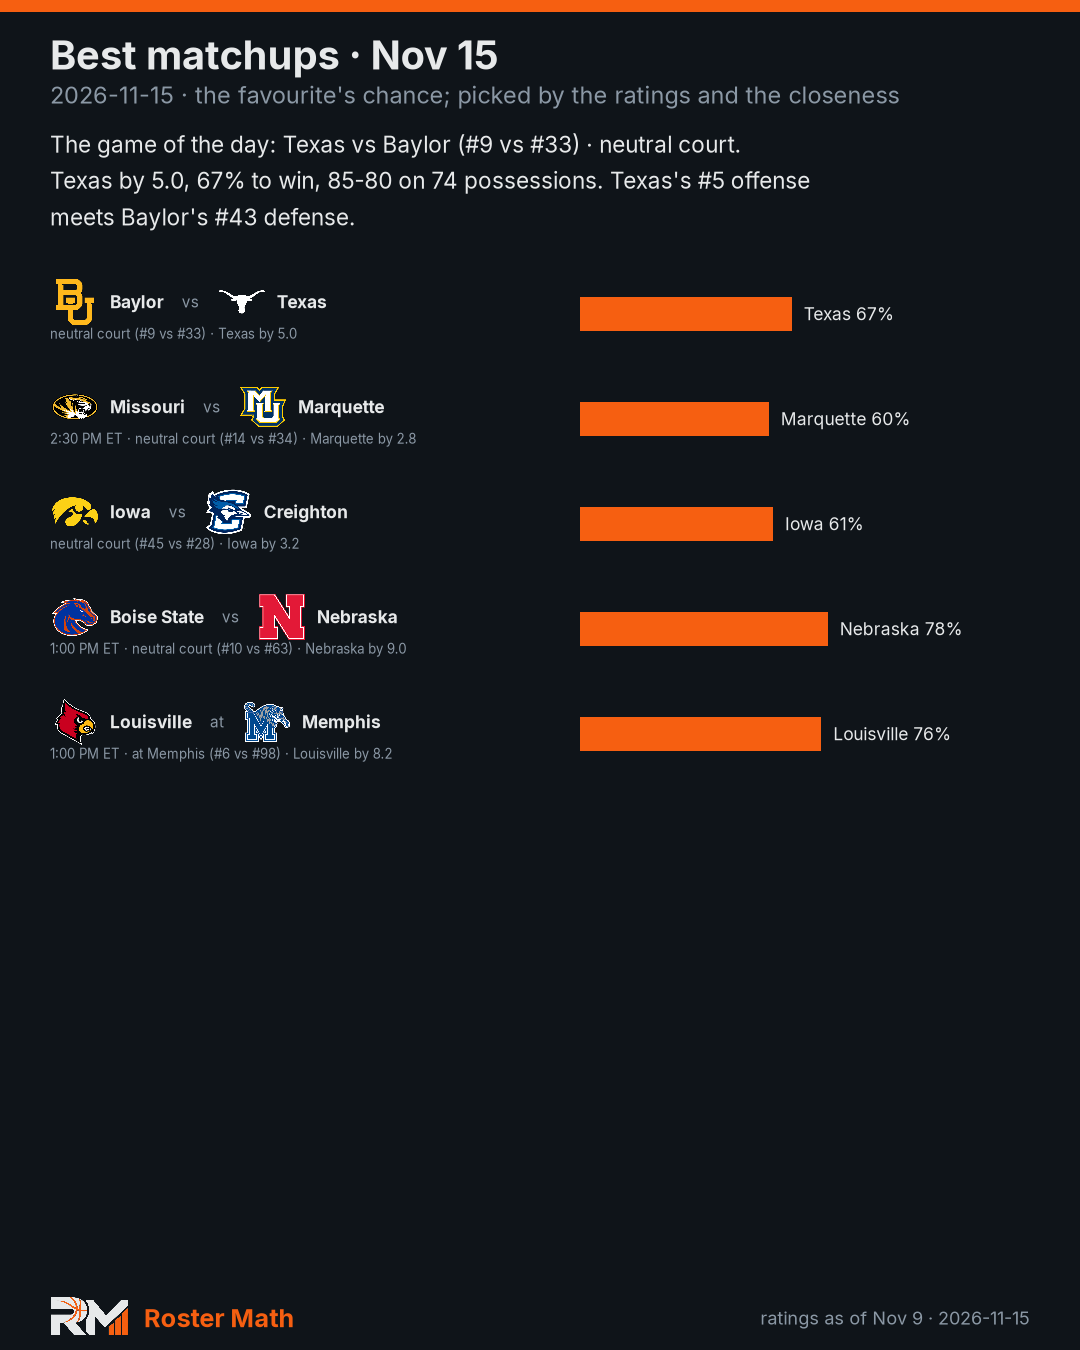 Best matchups · Nov 15
2026-11-15 · the favourite's chance; picked by the ratings and the closeness
The game of the day: Texas vs Baylor (#9 vs #33) · neutral court.
Texas by 5.0, 67% to win, 85-80 on 74 possessions. Texas's #5 offense
meets Baylor's #43 defense.
Baylor vs Texas
neutral court (#9 vs #33) · Texas by 5.0
Texas 67%
Missouri vs Marquette
2:30 PM ET · neutral court (#14 vs #34) · Marquette by 2.8
Marquette 60%
Iowa vs Creighton
neutral court (#45 vs #28) · Iowa by 3.2
Iowa 61%
Boise State vs Nebraska
1:00 PM ET · neutral court (#10 vs #63) · Nebraska by 9.0
Nebraska 78%
Louisville at Memphis
1:00 PM ET · at Memphis (#6 vs #98) · Louisville by 8.2
Louisville 76%
RM Roster Math
ratings as of Nov 9 · 2026-11-15